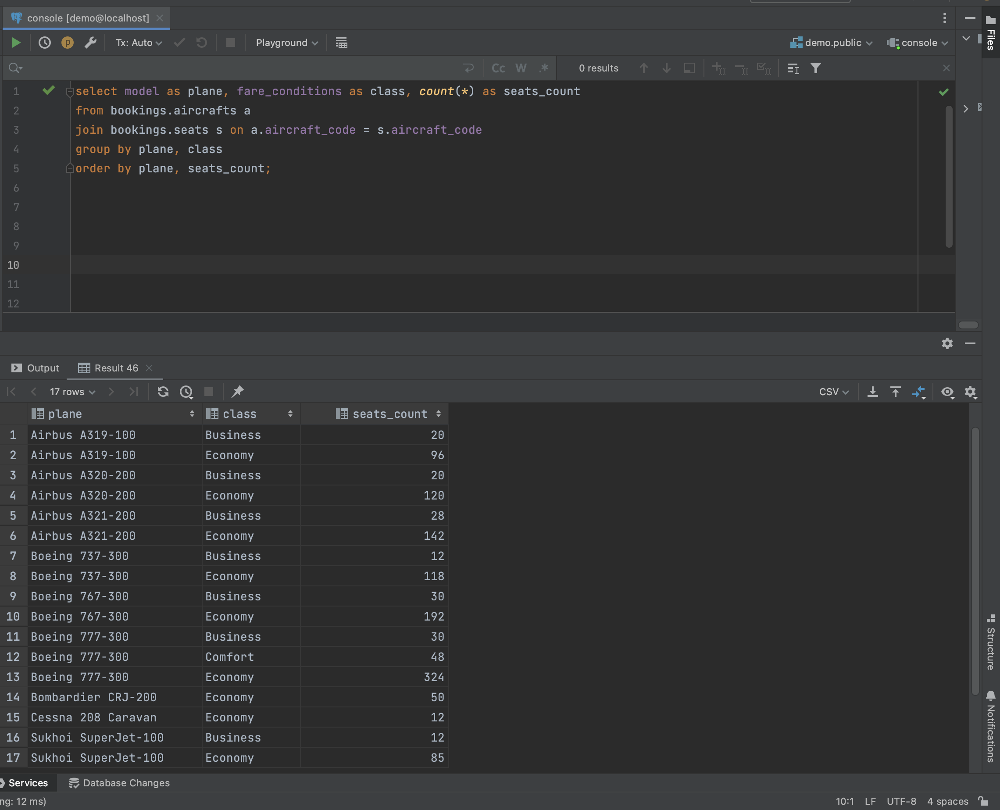 console [demo@localhost]
Tx: Auto
Playground
demo.public
console
Files
Cc W .*
0 results
1 select model as plane, fare_conditions as class, count(*) as seats_count
2 from bookings.aircrafts a
3 join bookings.seats s on a.aircraft_code = s.aircraft_code
4 group by plane, class
5 order by plane, seats_count;
6
7
8
9
10
11
12
Output
Result 46
17 rows
CSV
plane class seats_count
1 Airbus A319-100 Business 20
2 Airbus A319-100 Economy 96
3 Airbus A320-200 Business 20
4 Airbus A320-200 Economy 120
5 Airbus A321-200 Business 28
6 Airbus A321-200 Economy 142
7 Boeing 737-300 Business 12
8 Boeing 737-300 Economy 118
9 Boeing 767-300 Business 30
10 Boeing 767-300 Economy 192
11 Boeing 777-300 Business 30
12 Boeing 777-300 Comfort 48
13 Boeing 777-300 Economy 324
14 Bombardier CRJ-200 Economy 50
15 Cessna 208 Caravan Economy 12
16 Sukhoi SuperJet-100 Business 12
17 Sukhoi SuperJet-100 Economy 85
Structure
Notifications
Services
Database Changes
ng: 12 ms)
10:1 LF UTF-8 4 spaces